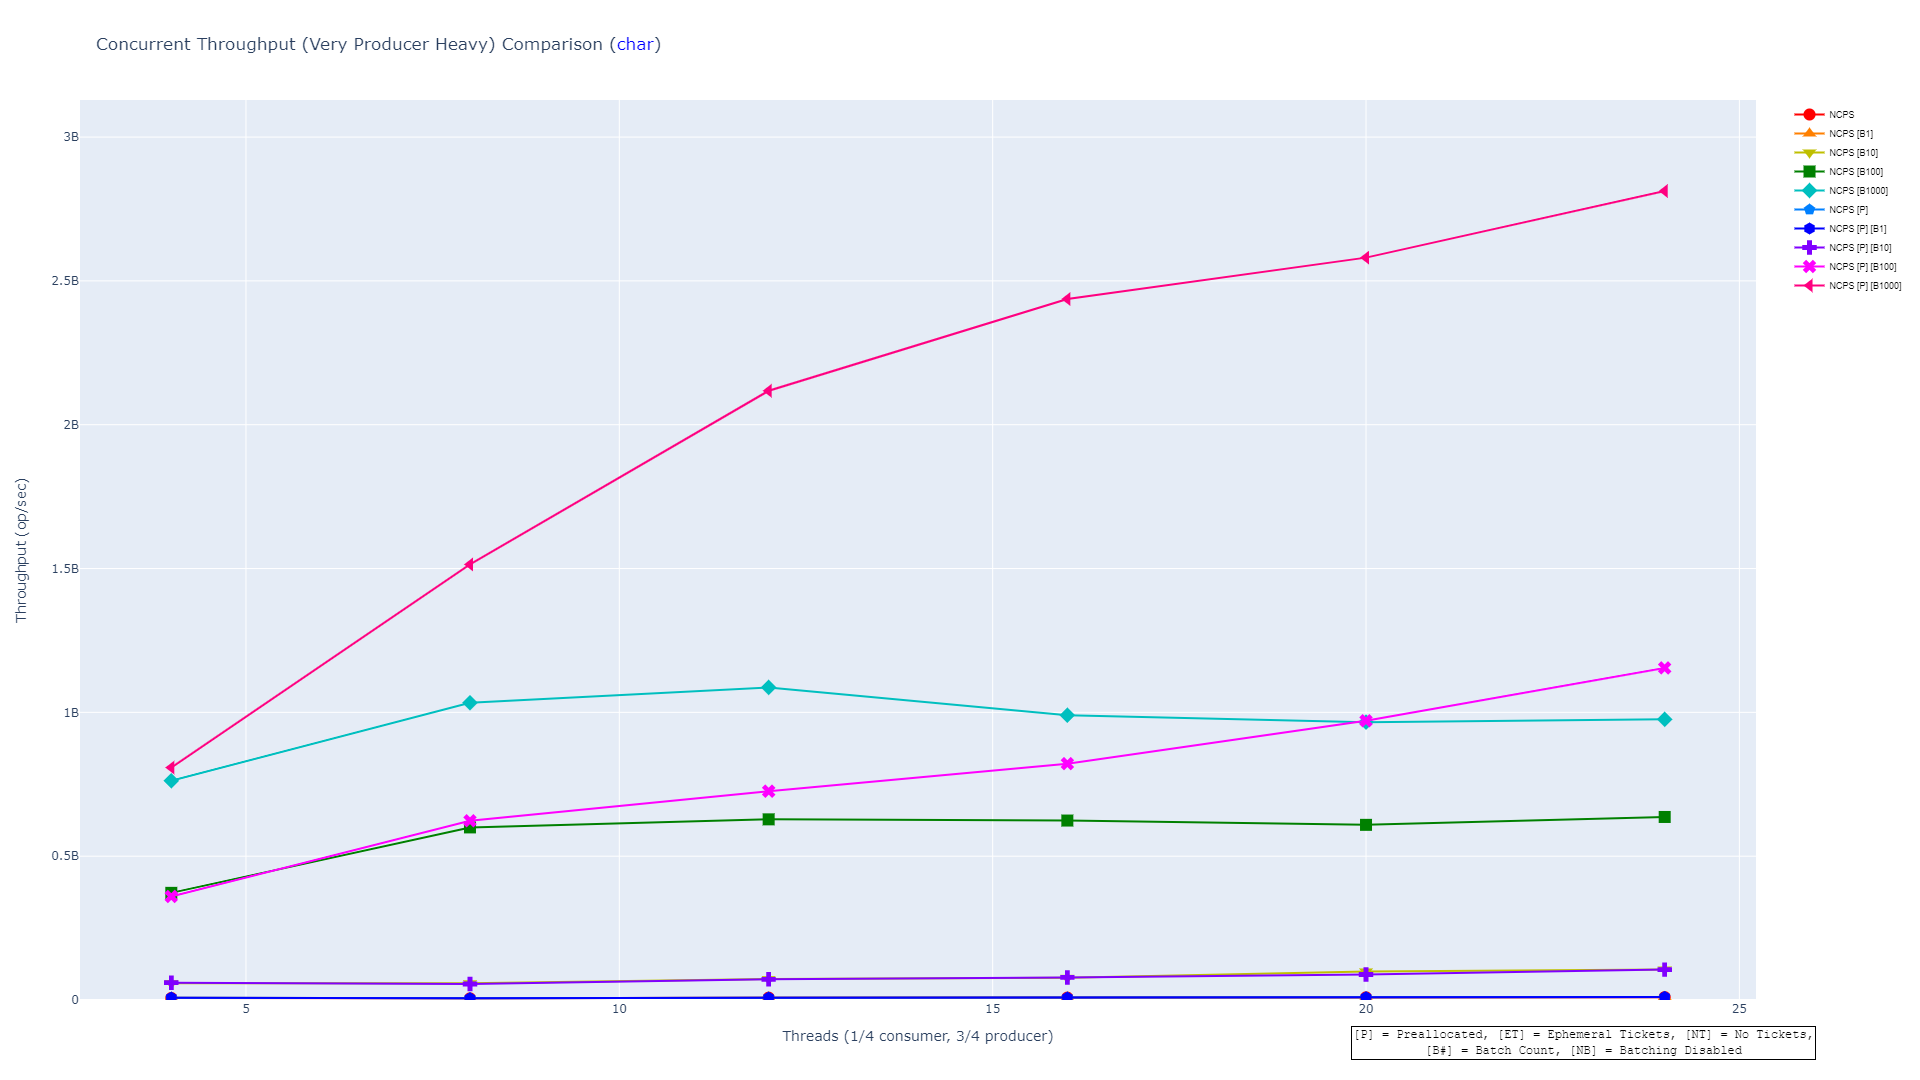 Concurrent Throughput (Very Producer Heavy) Comparison (char)
3B
2.5B
2B
1.5B
1B
0.5B
0
Throughput (op/sec)
5
10
15
20
25
Threads (1/4 consumer, 3/4 producer)
NCPS
NCPS [B1]
NCPS [B10]
NCPS [B100]
NCPS [B1000]
NCPS [P]
NCPS [P] [B1]
NCPS [P] [B10]
NCPS [P] [B100]
NCPS [P] [B1000]
[P] = Preallocated, [ET] = Ephemeral Tickets, [NT] = No Tickets,
[B#] = Batch Count, [NB] = Batching Disabled